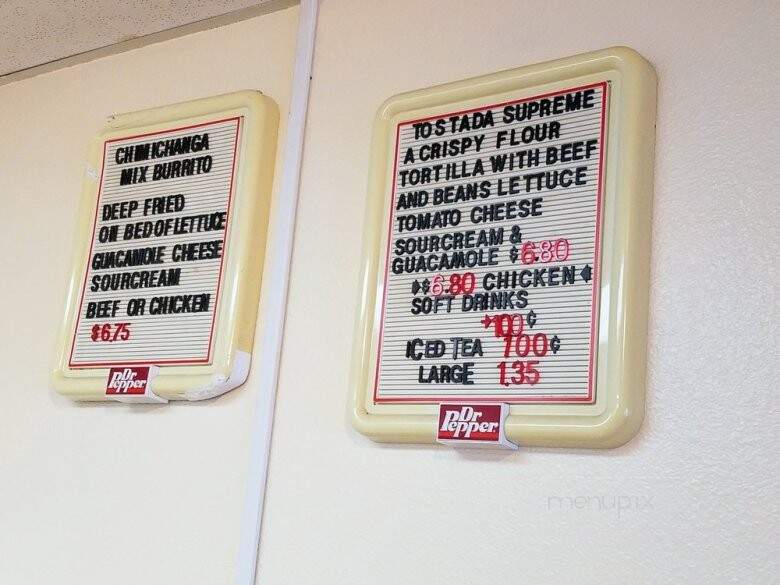 CHIMICHANGA
MIX BURRITO
DEEP FRIED
ON BED OF LETTUCE
GUACAMOLE CHEESE
SOURCREAM
BEEF OR CHICKEN
$6.75
Dr
Pepper
TOSTADA SUPREME
A CRISPY FLOUR
TORTILLA WITH BEEF
AND BEANS LETTUCE
TOMATO CHEESE
SOURCREAM &
GUACAMOLE $6.80
$6.80 CHICKEN
SOFT DRINKS
100¢
ICED TEA 100¢
LARGE 1.35
Dr
Pepper
menupix